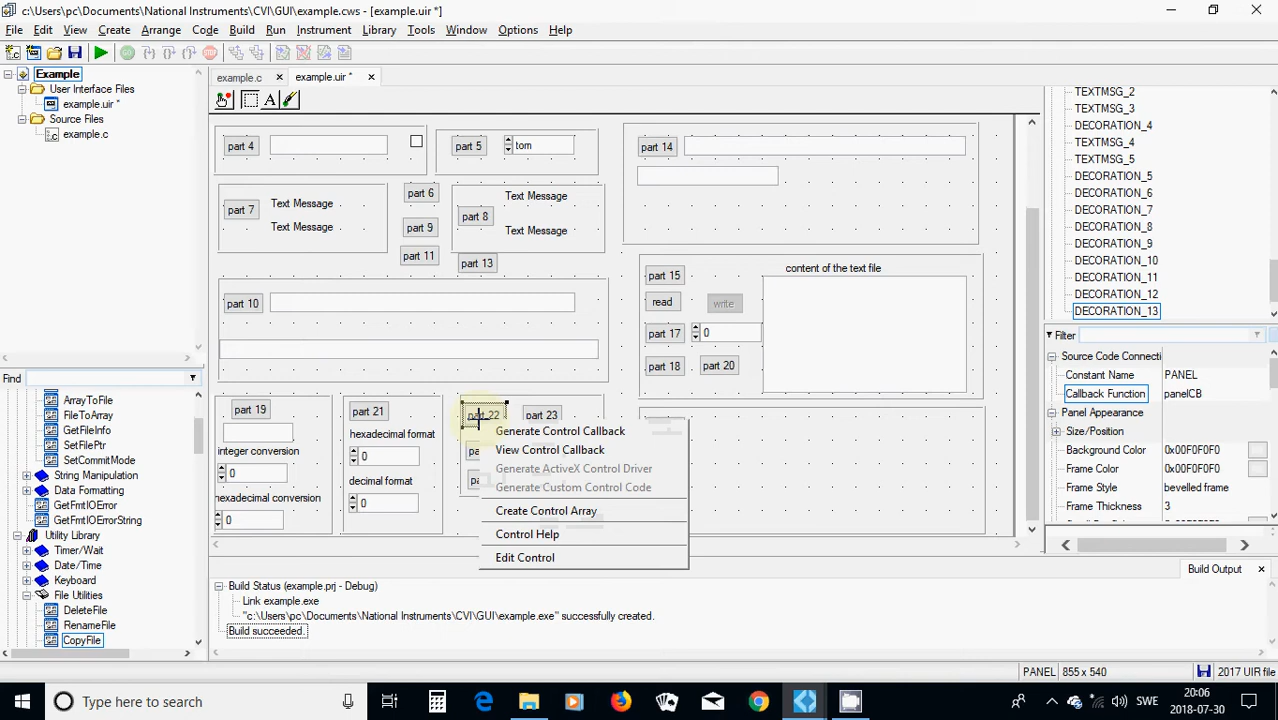 c:\Users\pc\Documents\National Instruments\CVI\GUI\example.cws - [example.uir *]
File Edit View Create Arrange Code Build Run Instrument Library Tools Window Options Help
Example
User Interface Files
example.uir *
Source Files
example.c
example.c
example.uir *
part 4
part 5
tom
part 14
part 6
part 7
Text Message
Text Message
part 8
Text Message
Text Message
part 9
part 11
part 13
part 10
part 15
content of the text file
read
write
part 17
0
part 18
part 20
part 19
integer conversion
0
hexadecimal conversion
0
part 21
hexadecimal format
0
decimal format
0
part 22
part 23
Generate Control Callback
View Control Callback
Generate ActiveX Control Driver
Generate Custom Control Code
Create Control Array
Control Help
Edit Control
TEXTMSG_2
TEXTMSG_3
DECORATION_4
TEXTMSG_4
TEXTMSG_5
DECORATION_5
DECORATION_6
DECORATION_7
DECORATION_8
DECORATION_9
DECORATION_10
DECORATION_11
DECORATION_12
DECORATION_13
Filter
Source Code Connecti
Constant Name PANEL
Callback Function panelCB
Panel Appearance
Size/Position
Background Color 0x00F0F0F0
Frame Color 0x00F0F0F0
Frame Style bevelled frame
Frame Thickness 3
Find
ArrayToFile
FileToArray
GetFileInfo
SetFilePtr
SetCommitMode
String Manipulation
Data Formatting
GetFmtIOError
GetFmtIOErrorString
Utility Library
Timer/Wait
Keyboard
File Utilities
DeleteFile
RenameFile
CopyFile
Build Output
Build Status (example.prj - Debug)
Link example.exe
"c:\Users\pc\Documents\National Instruments\CVI\GUI\example.exe" successfully created.
Build succeeded.
PANEL 855 x 540 2017 UIR file
Type here to search
SWE
20:06
2018-07-30